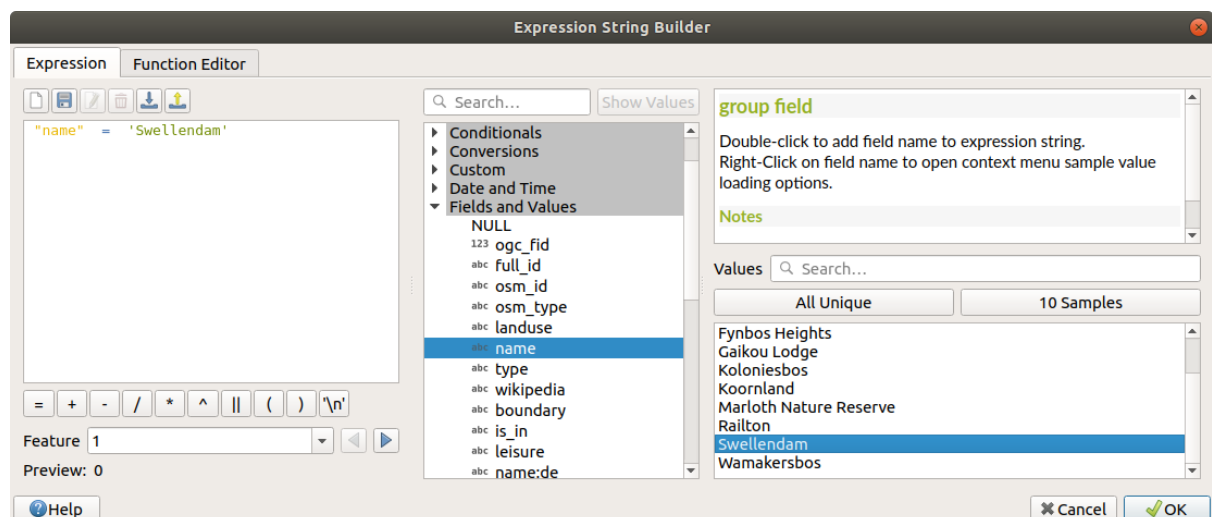 Expression String Builder
Expression Function Editor
"name" = 'Swellendam'
= + - / * ^ || ( ) '\n'
Feature 1
Preview: 0
Help
Search... Show Values
Conditionals
Conversions
Custom
Date and Time
Fields and Values
NULL
123 ogc_fid
abc full_id
abc osm_id
abc osm_type
abc landuse
abc name
abc type
abc wikipedia
abc boundary
abc is_in
abc leisure
abc name:de
group field
Double-click to add field name to expression string.
Right-Click on field name to open context menu sample value
loading options.
Notes
Values Search...
All Unique 10 Samples
Fynbos Heights
Gaikou Lodge
Koloniesbos
Koornland
Marloth Nature Reserve
Railton
Swellendam
Wamakersbos
Cancel OK